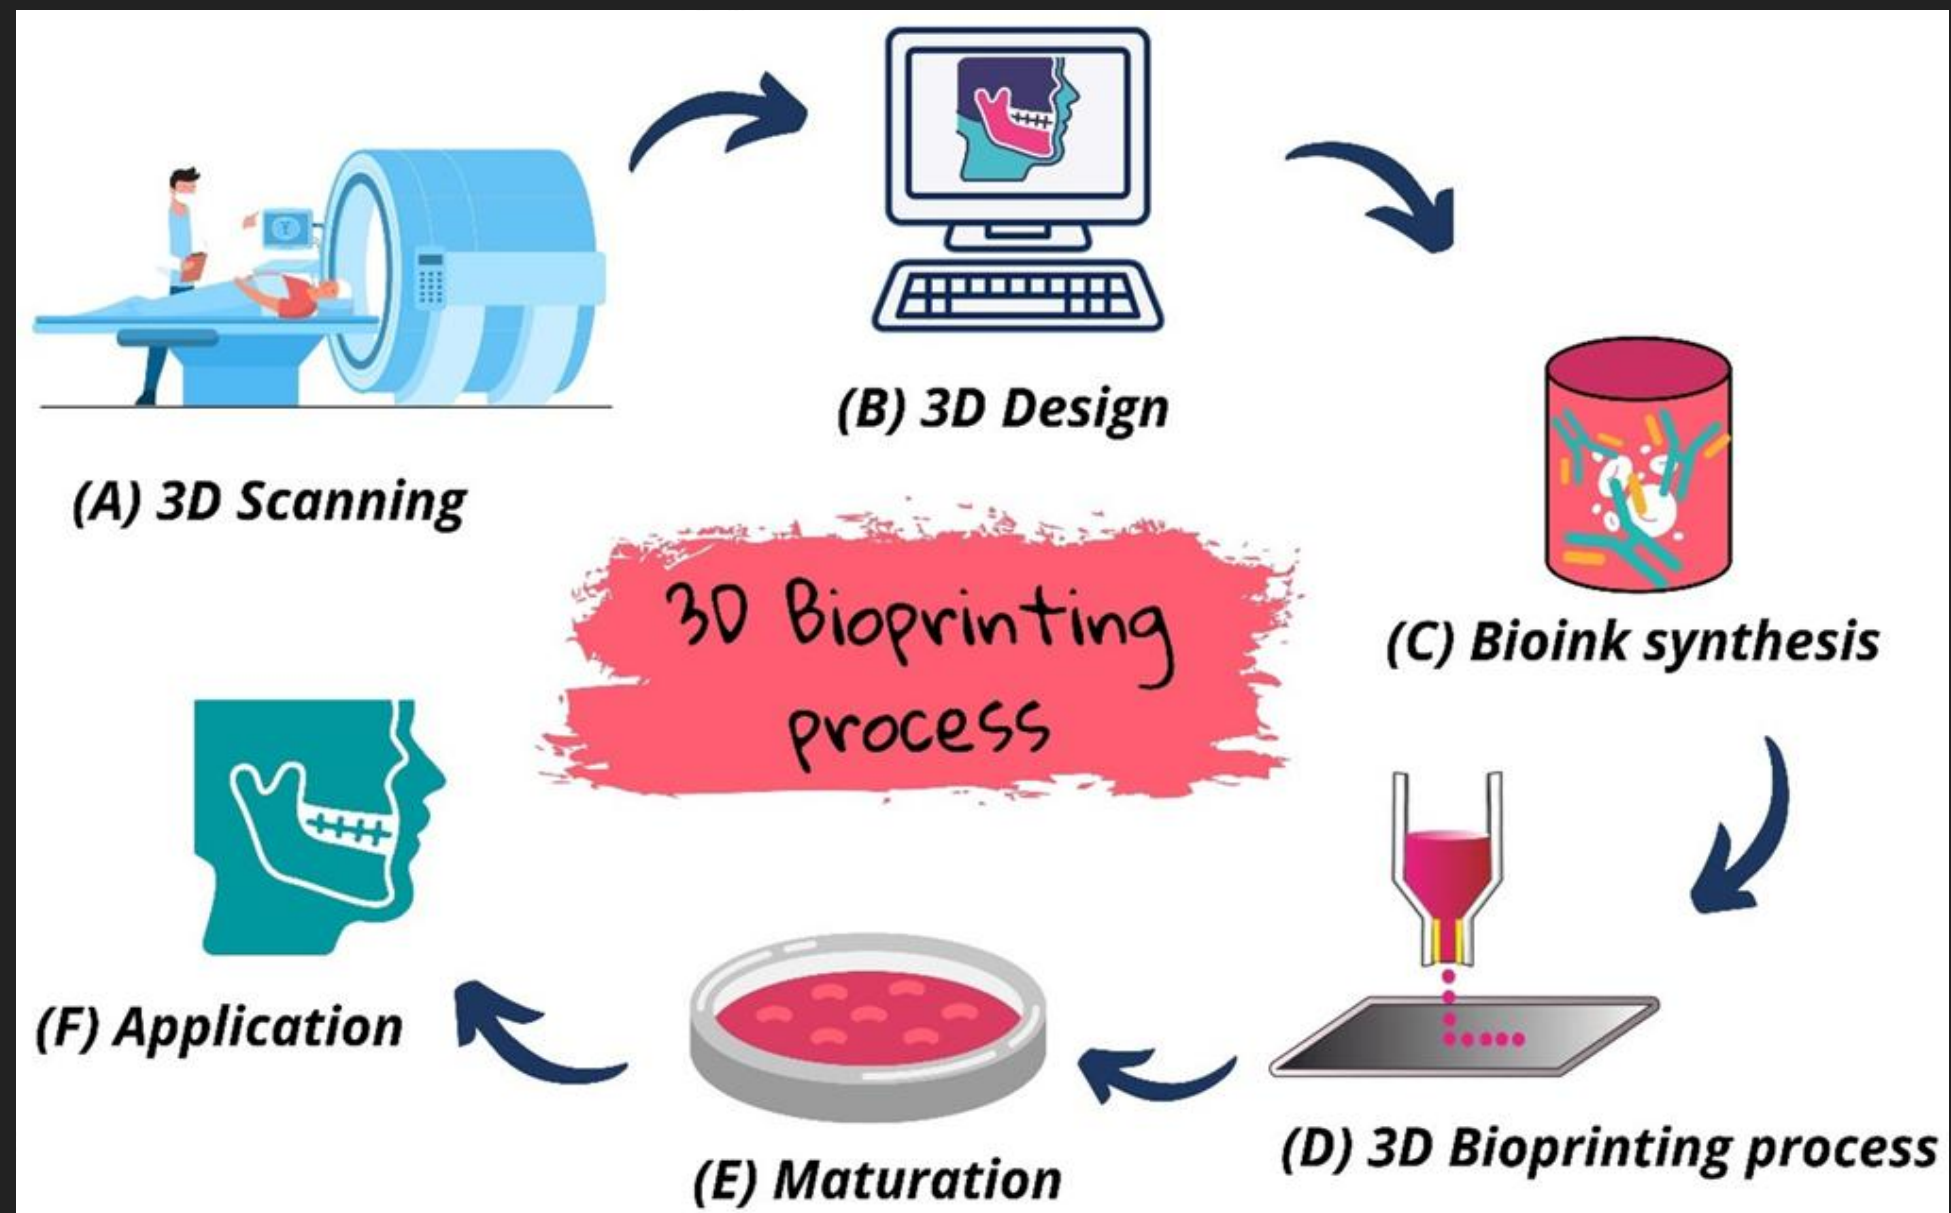 (A) 3D Scanning
(B) 3D Design
(C) Bioink synthesis
3D Bioprinting
process
(D) 3D Bioprinting process
(E) Maturation
(F) Application